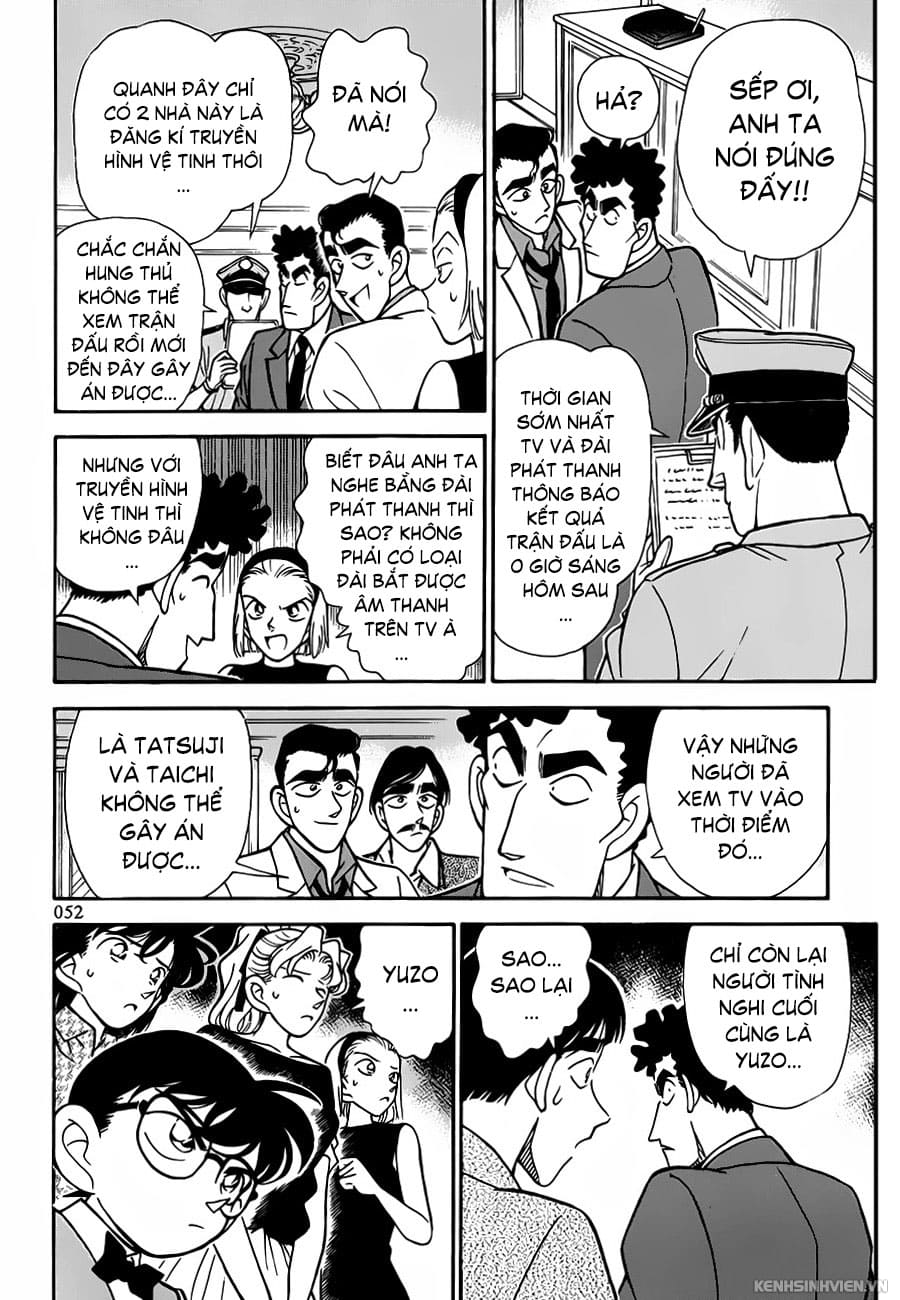 SẾP ƠI,
ANH TA
NÓI ĐÚNG
ĐẤY!!
HẢ?
THỜI GIAN
SỚM NHẤT
TV VÀ ĐÀI
PHÁT THANH
THÔNG BÁO
KẾT QUẢ
TRẬN ĐẤU LÀ
0 GIỜ SÁNG
HÔM SAU
...
ĐÃ NÓI
MÀ!
QUANH ĐÂY CHỈ
CÓ 2 NHÀ NÀY LÀ
ĐĂNG KÍ TRUYỀN
HÌNH VỆ TINH THÔI
...
CHẮC CHẮN
HUNG THỦ
KHÔNG THỂ
XEM TRẬN
ĐẤU RỒI MỚI
ĐẾN ĐÂY GÂY
ÁN ĐƯỢC...
BIẾT ĐÂU ANH TA
NGHE BẰNG ĐÀI
PHÁT THANH THÌ
SAO? KHÔNG
PHẢI CÓ LOẠI
ĐÀI BẮT ĐƯỢC
ÂM THANH
TRÊN TV À
...
NHƯNG VỚI
TRUYỀN HÌNH
VỆ TINH THÌ
KHÔNG ĐÂU
...
VẬY NHỮNG
NGƯỜI ĐÃ
XEM TV VÀO
THỜI ĐIỂM
ĐÓ...
LÀ TATSUJI
VÀ TAICHI
KHÔNG THỂ
GÂY ÁN
ĐƯỢC...
052
CHỈ CÒN LẠI
NGƯỜI TÌNH
NGHI CUỐI
CÙNG LÀ
YUZO...
SAO...
SAO LẠI
...
YUZO
...
KENHSINHVIEN.VN